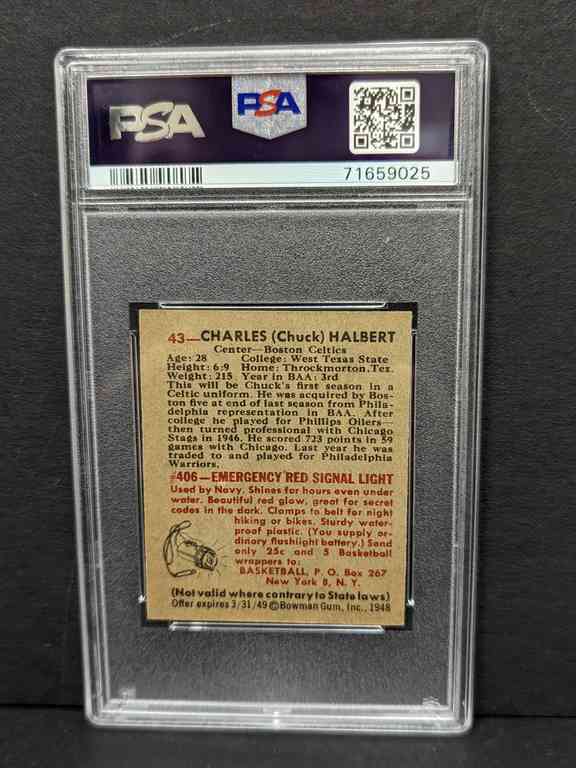 PSA PSA
71659025
43—CHARLES (Chuck) HALBERT
Center—Boston Celtics
Age: 28 College: West Texas State
Height: 6:9 Home: Throckmorton, Tex.
Weight: 215 Year in BAA: 3rd
This will be Chuck's first season in a
Celtic uniform. He was acquired by Bos-
ton five at end of last season from Phila-
delphia representation in BAA. After
college he played for Phillips Oilers—
then turned professional with Chicago
Stags in 1946. He scored 723 points in 59
games with Chicago. Last year he was
traded to and played for Philadelphia
Warriors.
#406—EMERGENCY RED SIGNAL LIGHT
Used by Navy. Shines for hours even under
water. Beautiful red glow, great for secret
codes in the dark. Clamps to belt for night
hiking or bikes. Sturdy water-
proof plastic. (You supply or-
dinary flashlight battery.) Send
only 25c and 5 Basketball
wrappers to:
BASKETBALL, P. O. Box 267
New York 8, N. Y.
(Not valid where contrary to State laws)
Offer expires 3/31/49 ©Bowman Gum, Inc., 1948